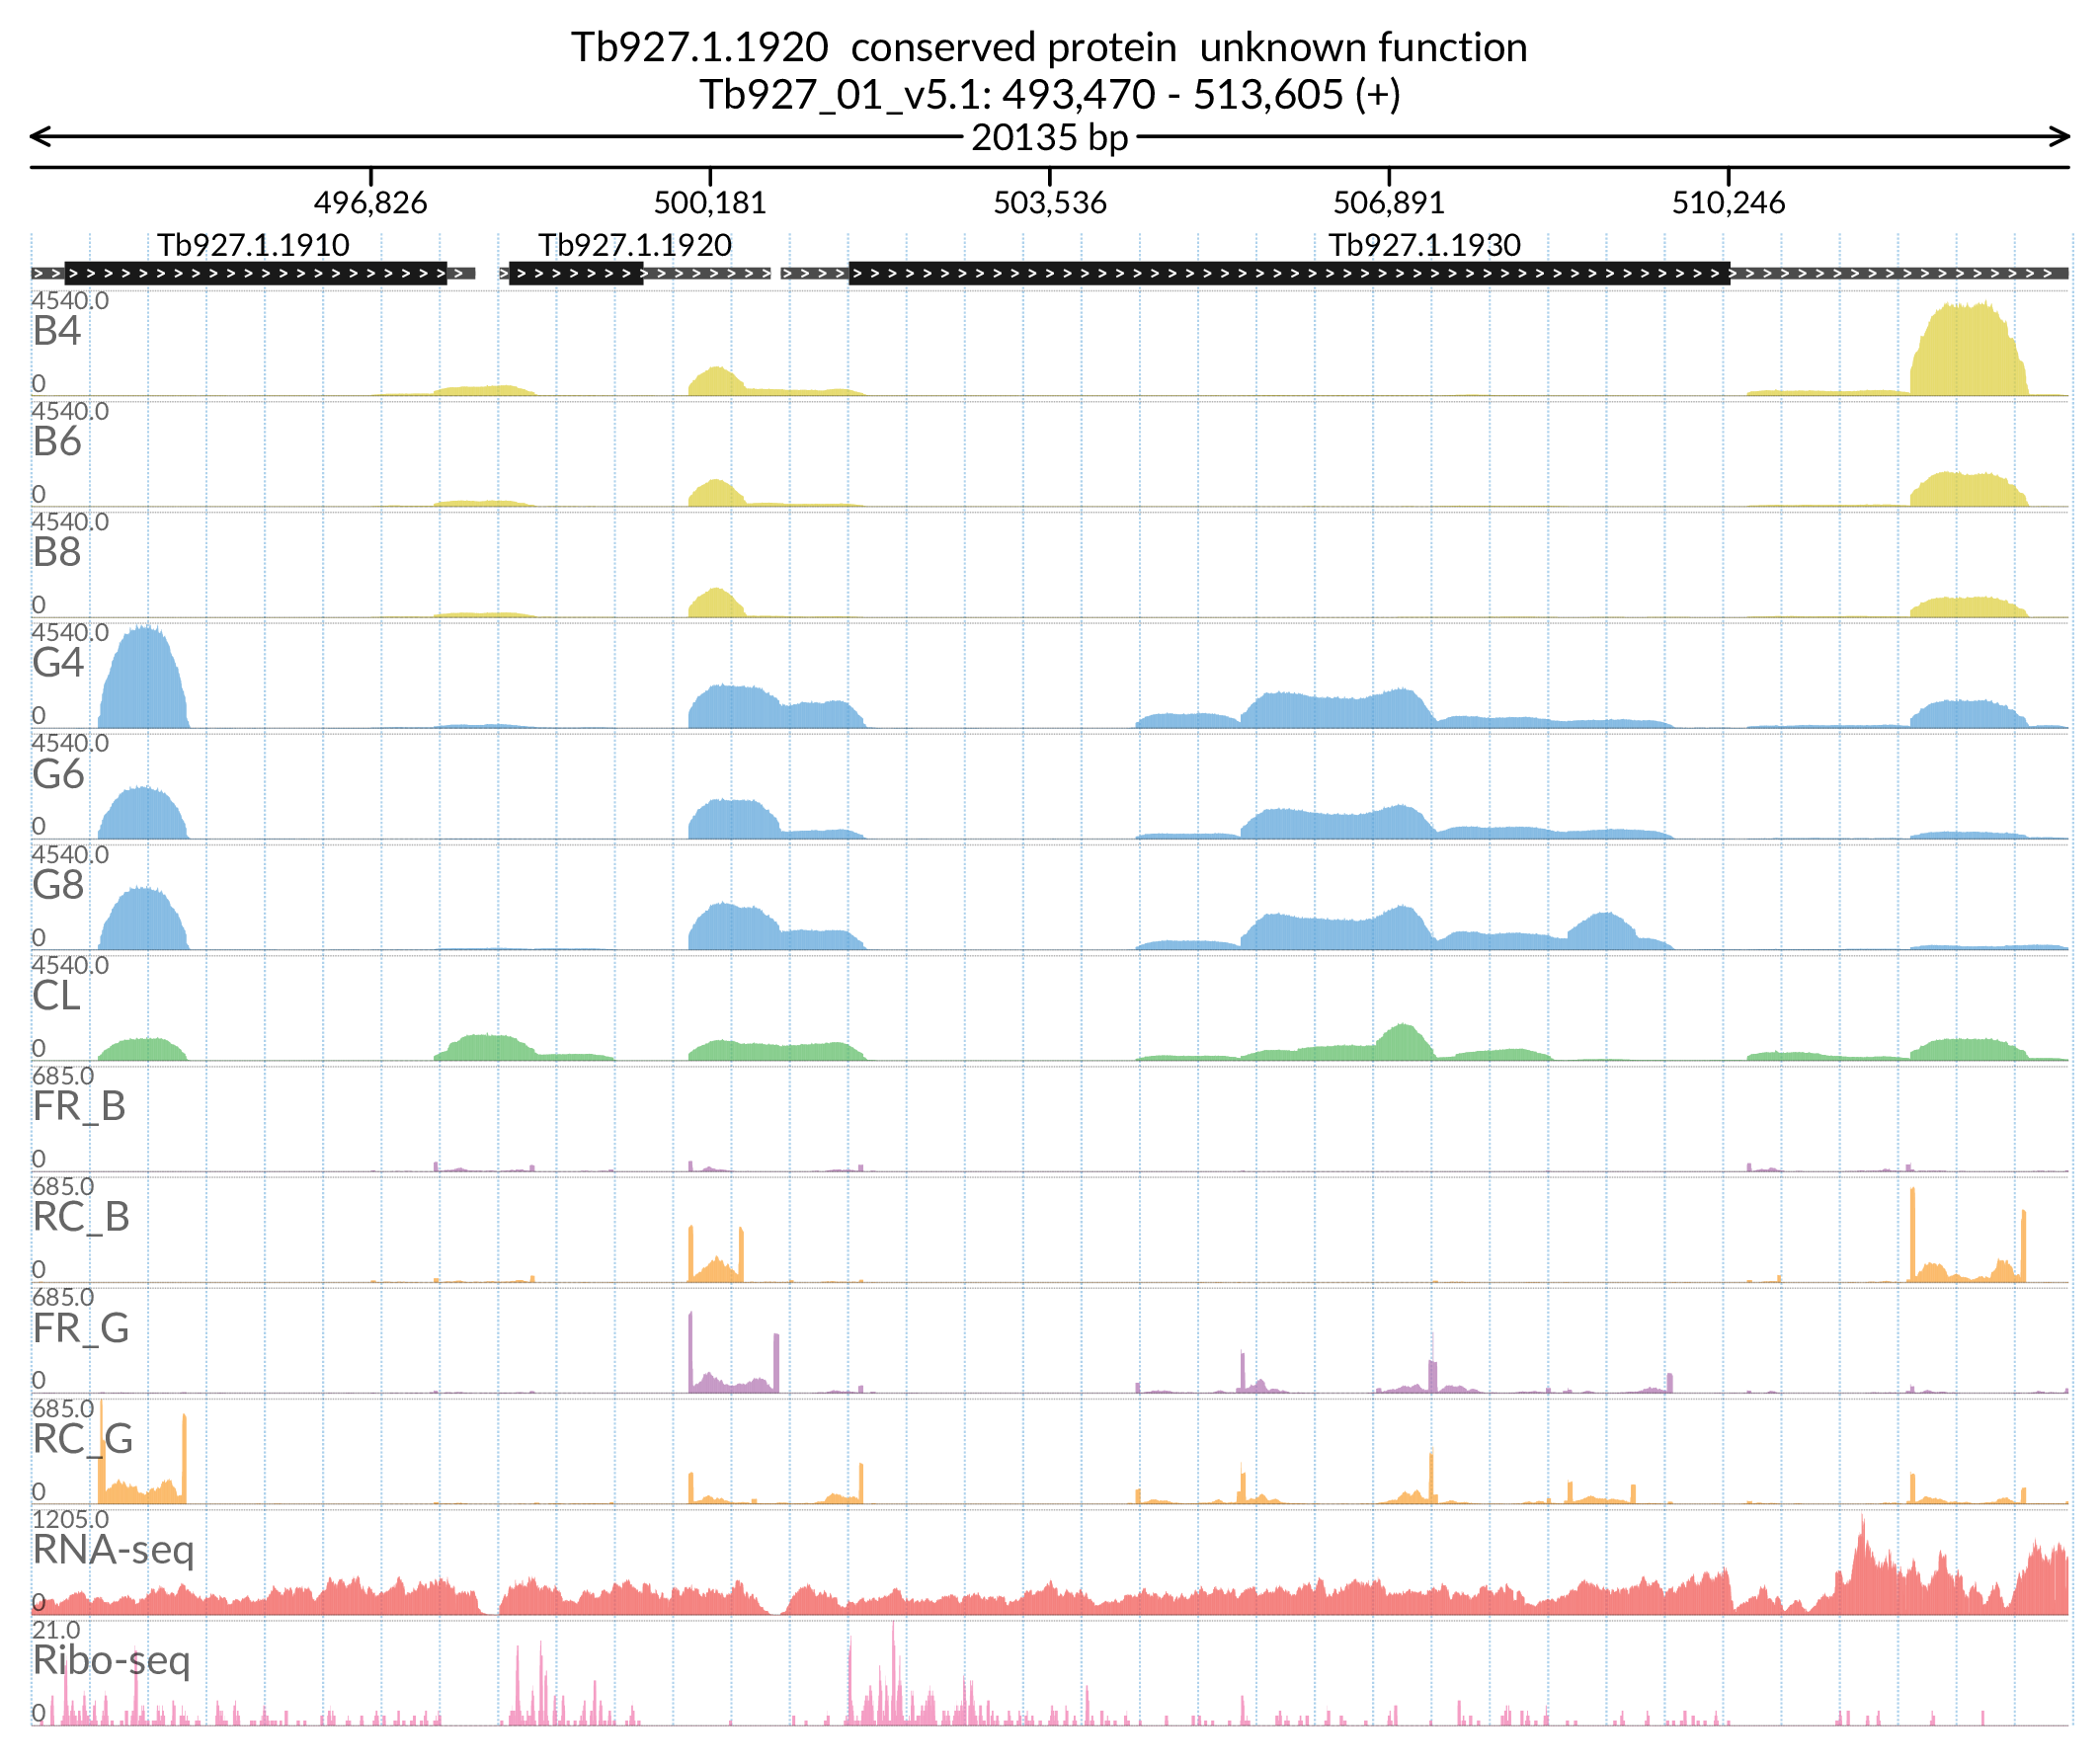 Tb927.1.1920 conserved protein unknown function
Tb927_01_v5.1: 493,470 - 513,605 (+)
20135 bp
496,826 500,181 503,536 506,891 510,246
Tb927.1.1910 Tb927.1.1920 Tb927.1.1930
4540.0
B4
0
4540.0
B6
0
4540.0
B8
0
4540.0
G4
0
4540.0
G6
0
4540.0
G8
0
4540.0
CL
0
685.0
FR_B
0
685.0
RC_B
0
685.0
FR_G
0
685.0
RC_G
0
1205.0
RNA-seq
0
21.0
Ribo-seq
0